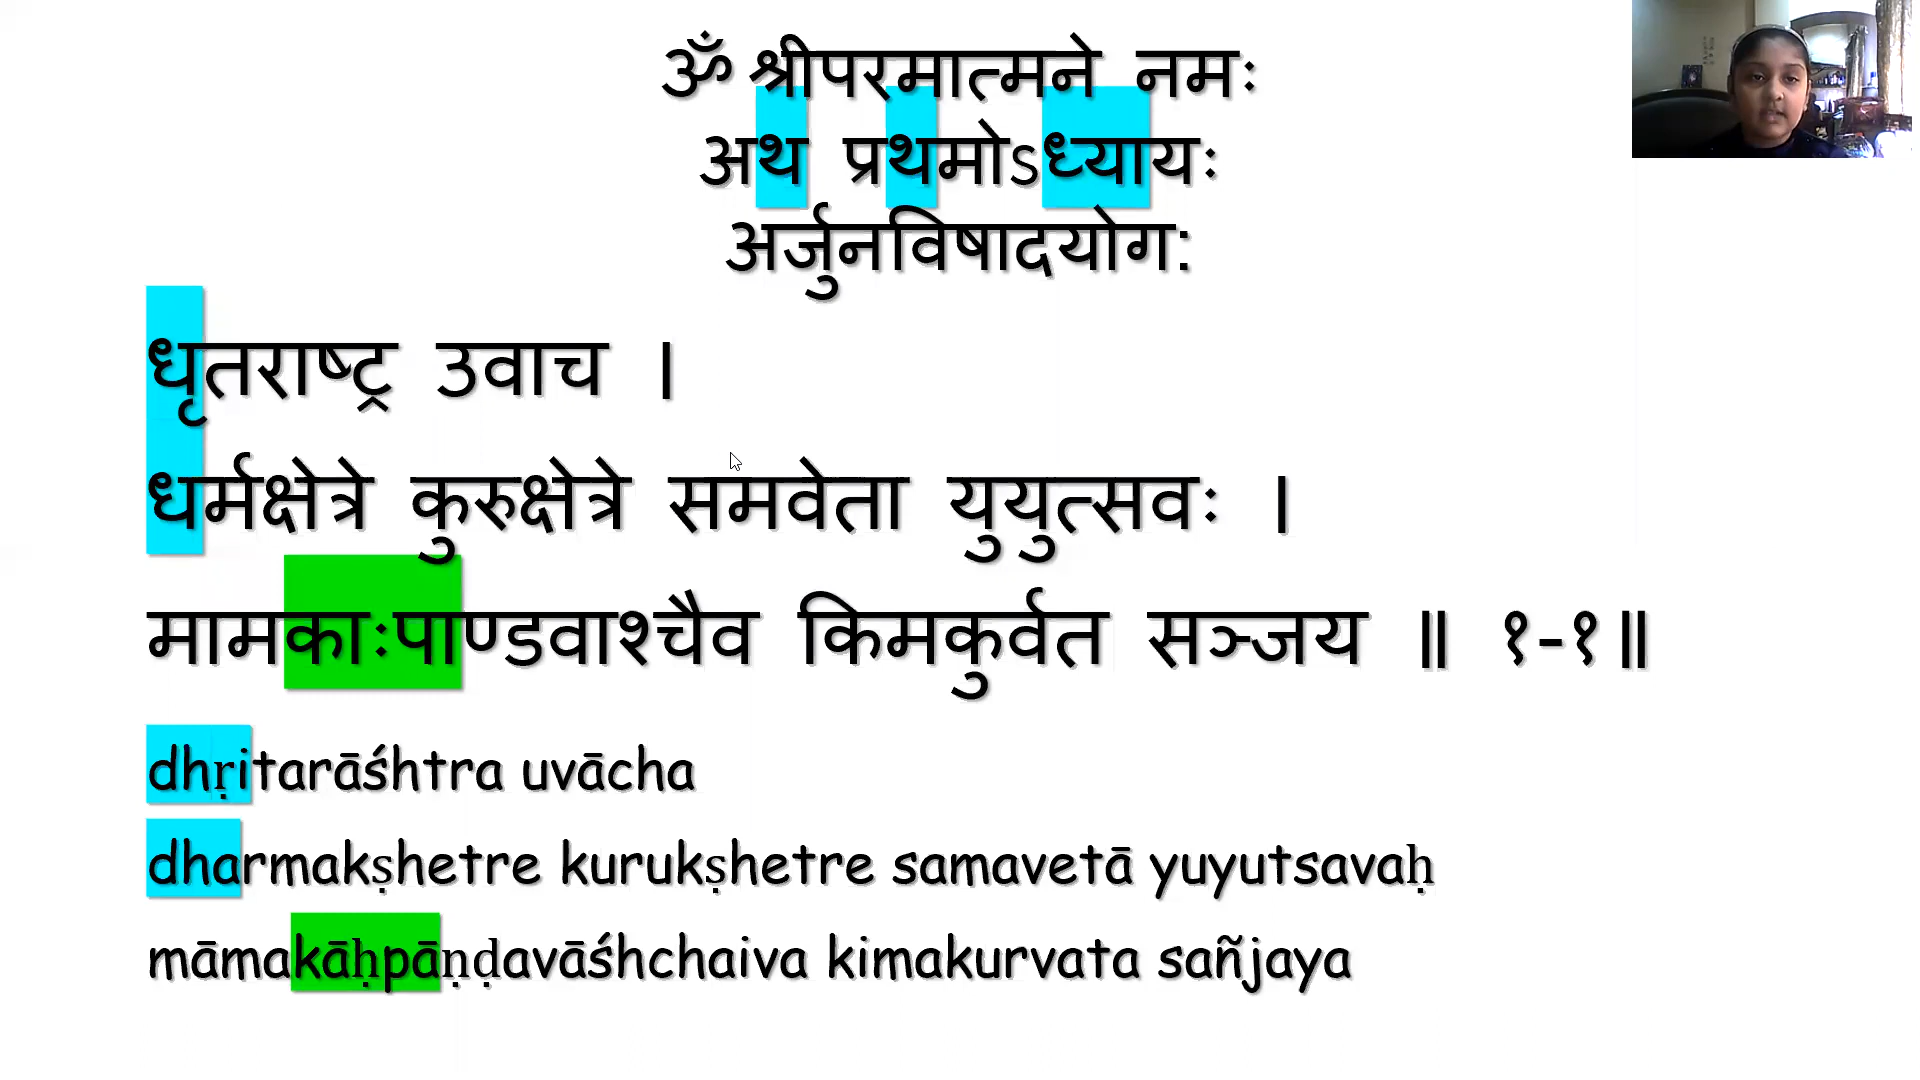 ॐ श्रीपरमात्मने नमः
अथ प्रथमोऽध्यायः
अर्जुनविषादयोग:
धृतराष्ट्र उवाच ।
धर्मक्षेत्रे कुरुक्षेत्रे समवेता युयुत्सवः ।
मामकाःपाण्डवाश्चैव किमकुर्वत सञ्जय ॥ १-१॥
dhṛitarāśhtra uvācha
dharmakṣhetre kurukṣhetre samavetā yuyutsavaḥ
māmakāḥpāṇḍavāśhchaiva kimakurvata sañjaya